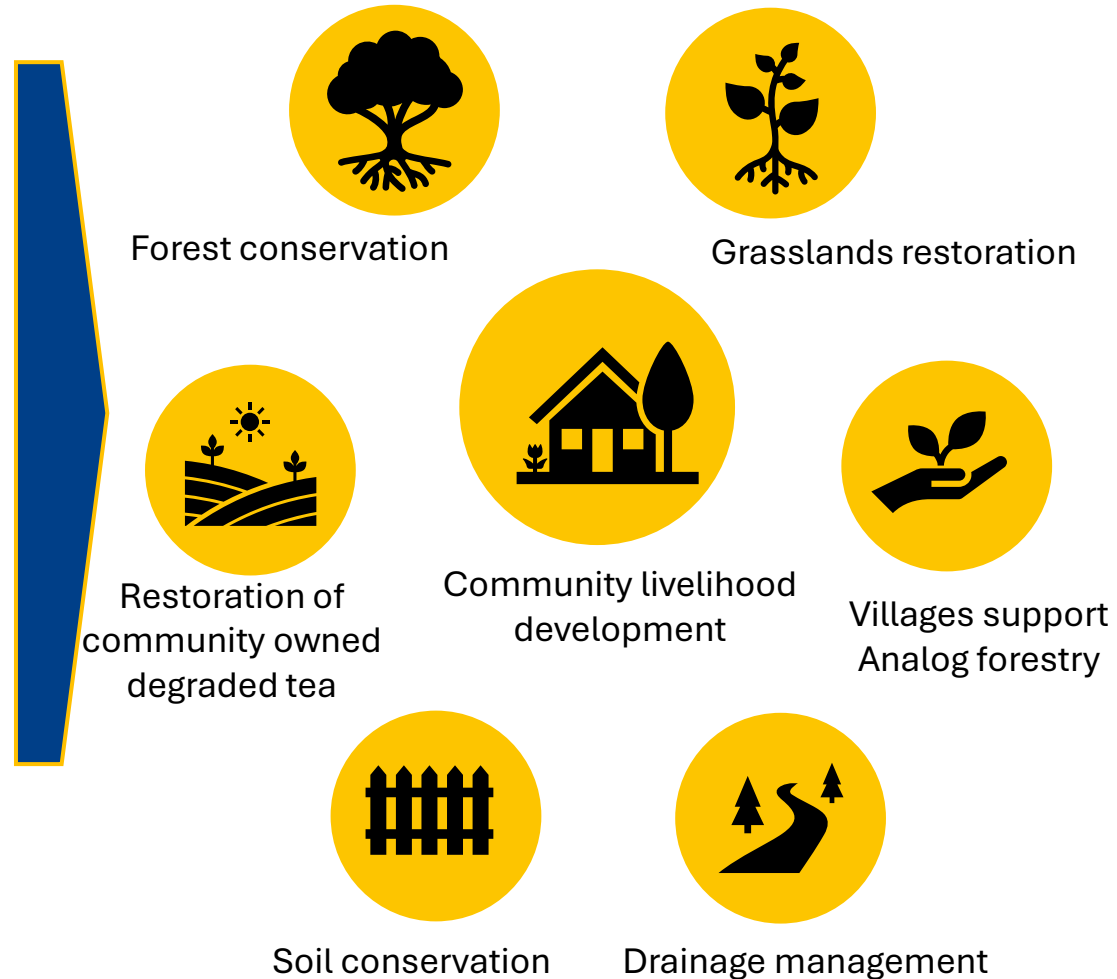 Forest conservation
Grasslands restoration
Restoration of
community owned
degraded tea
Community livelihood
development
Villages support
Analog forestry
Soil conservation
Drainage management